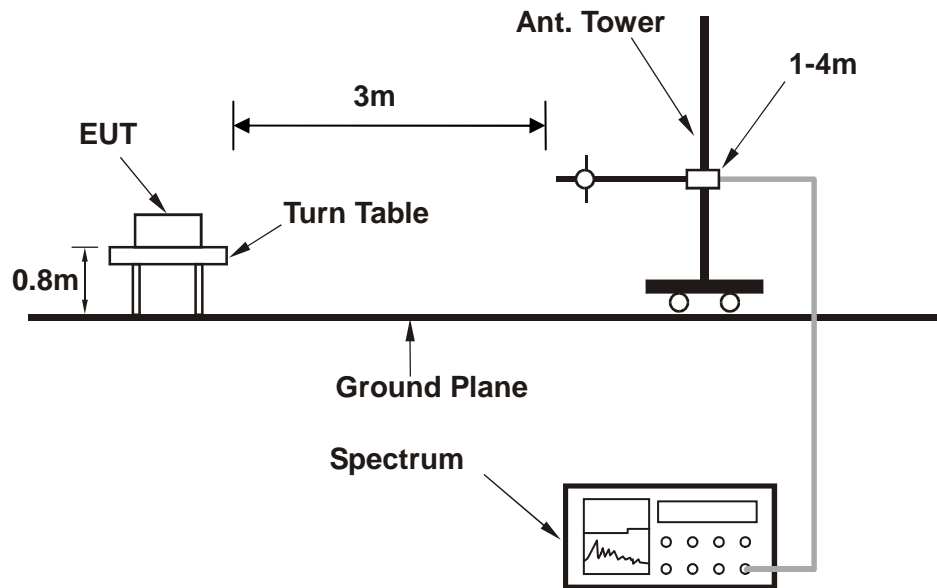 Ant. Tower
1-4m
3m
EUT
Turn Table
0.8m
Ground Plane
Spectrum